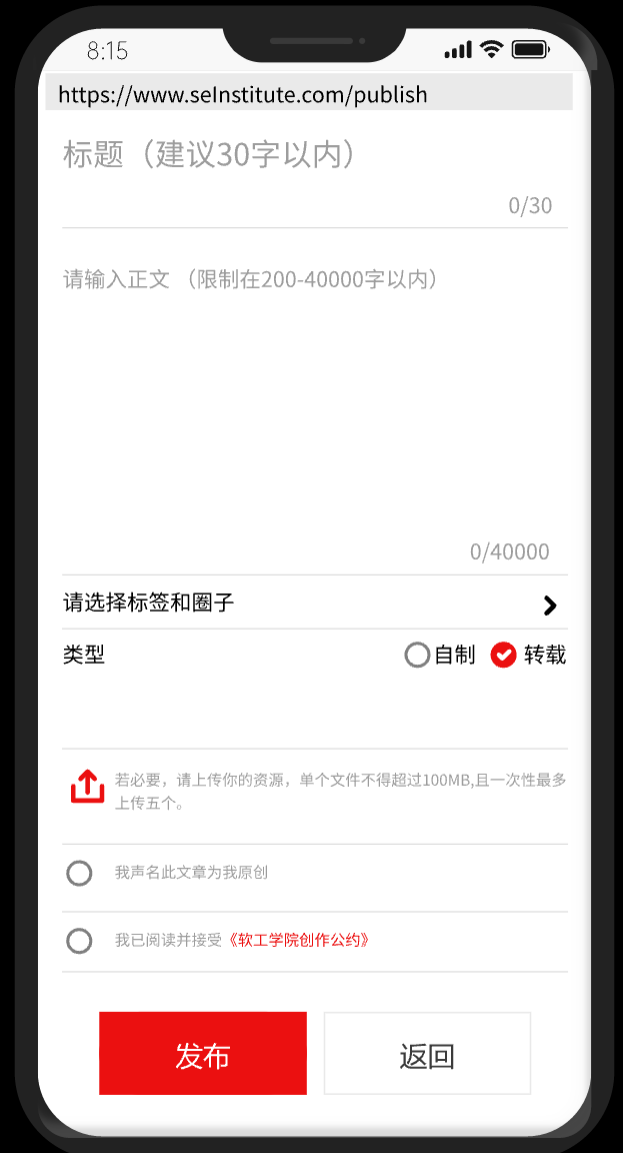 8:15
https://www.seInstitute.com/publish
标题（建议30字以内）
0/30
请输入正文 （限制在200-40000字以内）
0/40000
请选择标签和圈子
类型 自制 转载
若必要，请上传你的资源，单个文件不得超过100MB,且一次性最多
上传五个。
我声名此文章为我原创
我已阅读并接受《软工学院创作公约》
发布 返回